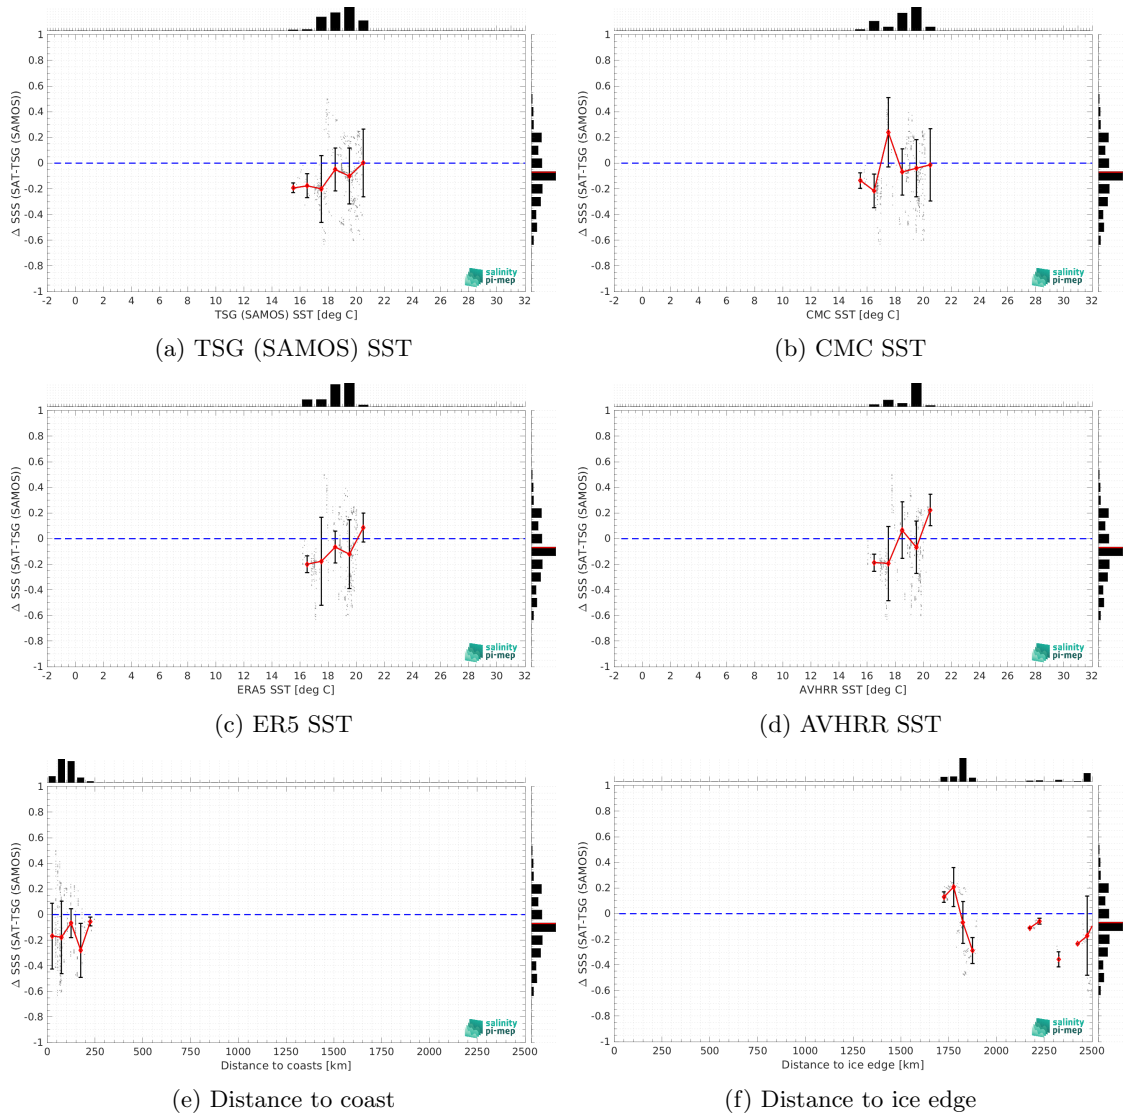 1
0.8
0.6
0.4
0.2
0
-0.2
-0.4
-0.6
-0.8
-1
Δ SSS (SAT-TSG (SAMOS))
-2 0 2 4 6 8 10 12 14 16 18 20 22 24 26 28 30 32
TSG (SAMOS) SST [deg C]
salinity
pi-mep
(a) TSG (SAMOS) SST
1
0.8
0.6
0.4
0.2
0
-0.2
-0.4
-0.6
-0.8
-1
Δ SSS (SAT-TSG (SAMOS))
-2 0 2 4 6 8 10 12 14 16 18 20 22 24 26 28 30 32
CMC SST [deg C]
salinity
pi-mep
(b) CMC SST
1
0.8
0.6
0.4
0.2
0
-0.2
-0.4
-0.6
-0.8
-1
Δ SSS (SAT-TSG (SAMOS))
-2 0 2 4 6 8 10 12 14 16 18 20 22 24 26 28 30 32
ERA5 SST [deg C]
salinity
pi-mep
(c) ER5 SST
1
0.8
0.6
0.4
0.2
0
-0.2
-0.4
-0.6
-0.8
-1
Δ SSS (SAT-TSG (SAMOS))
-2 0 2 4 6 8 10 12 14 16 18 20 22 24 26 28 30 32
AVHRR SST [deg C]
salinity
pi-mep
(d) AVHRR SST
1
0.8
0.6
0.4
0.2
0
-0.2
-0.4
-0.6
-0.8
-1
Δ SSS (SAT-TSG (SAMOS))
0 250 500 750 1000 1250 1500 1750 2000 2250 2500
Distance to coasts [km]
salinity
pi-mep
(e) Distance to coast
1
0.8
0.6
0.4
0.2
0
-0.2
-0.4
-0.6
-0.8
-1
Δ SSS (SAT-TSG (SAMOS))
0 250 500 750 1000 1250 1500 1750 2000 2250 2500
Distance to ice edge [km]
salinity
pi-mep
(f) Distance to ice edge